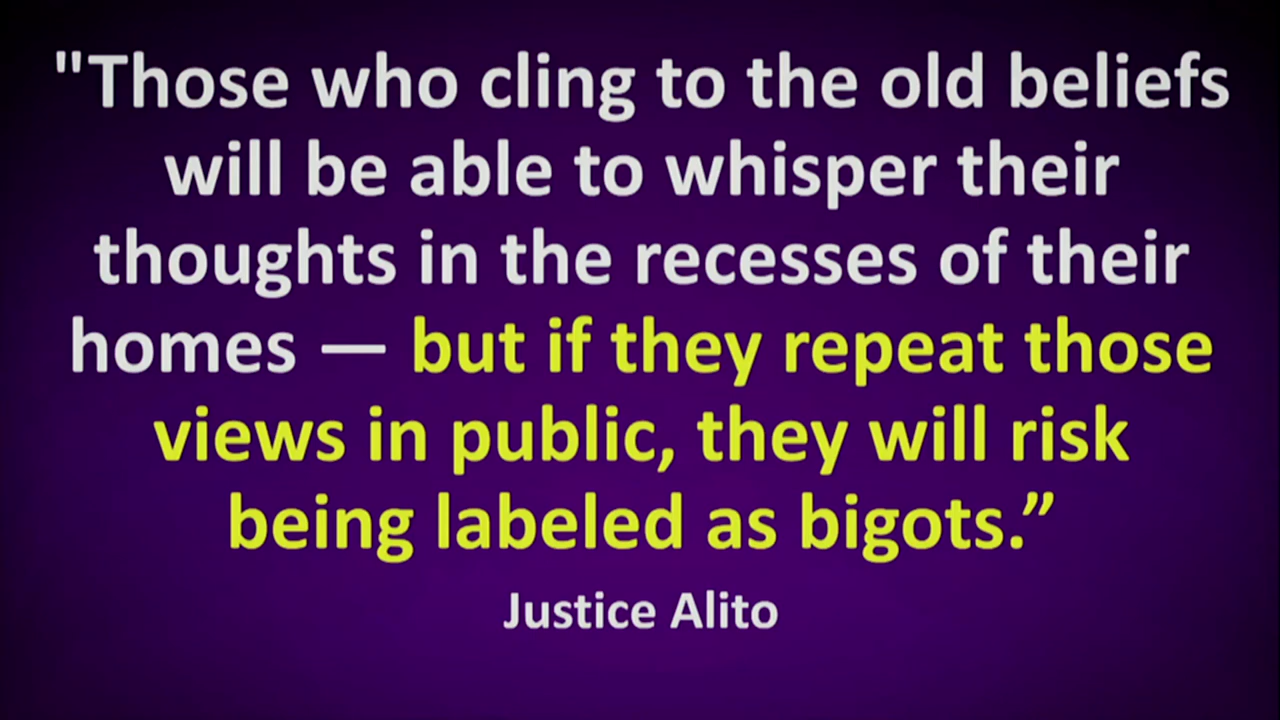 "Those who cling to the old beliefs
will be able to whisper their
thoughts in the recesses of their
homes — but if they repeat those
views in public, they will risk
being labeled as bigots.”
Justice Alito